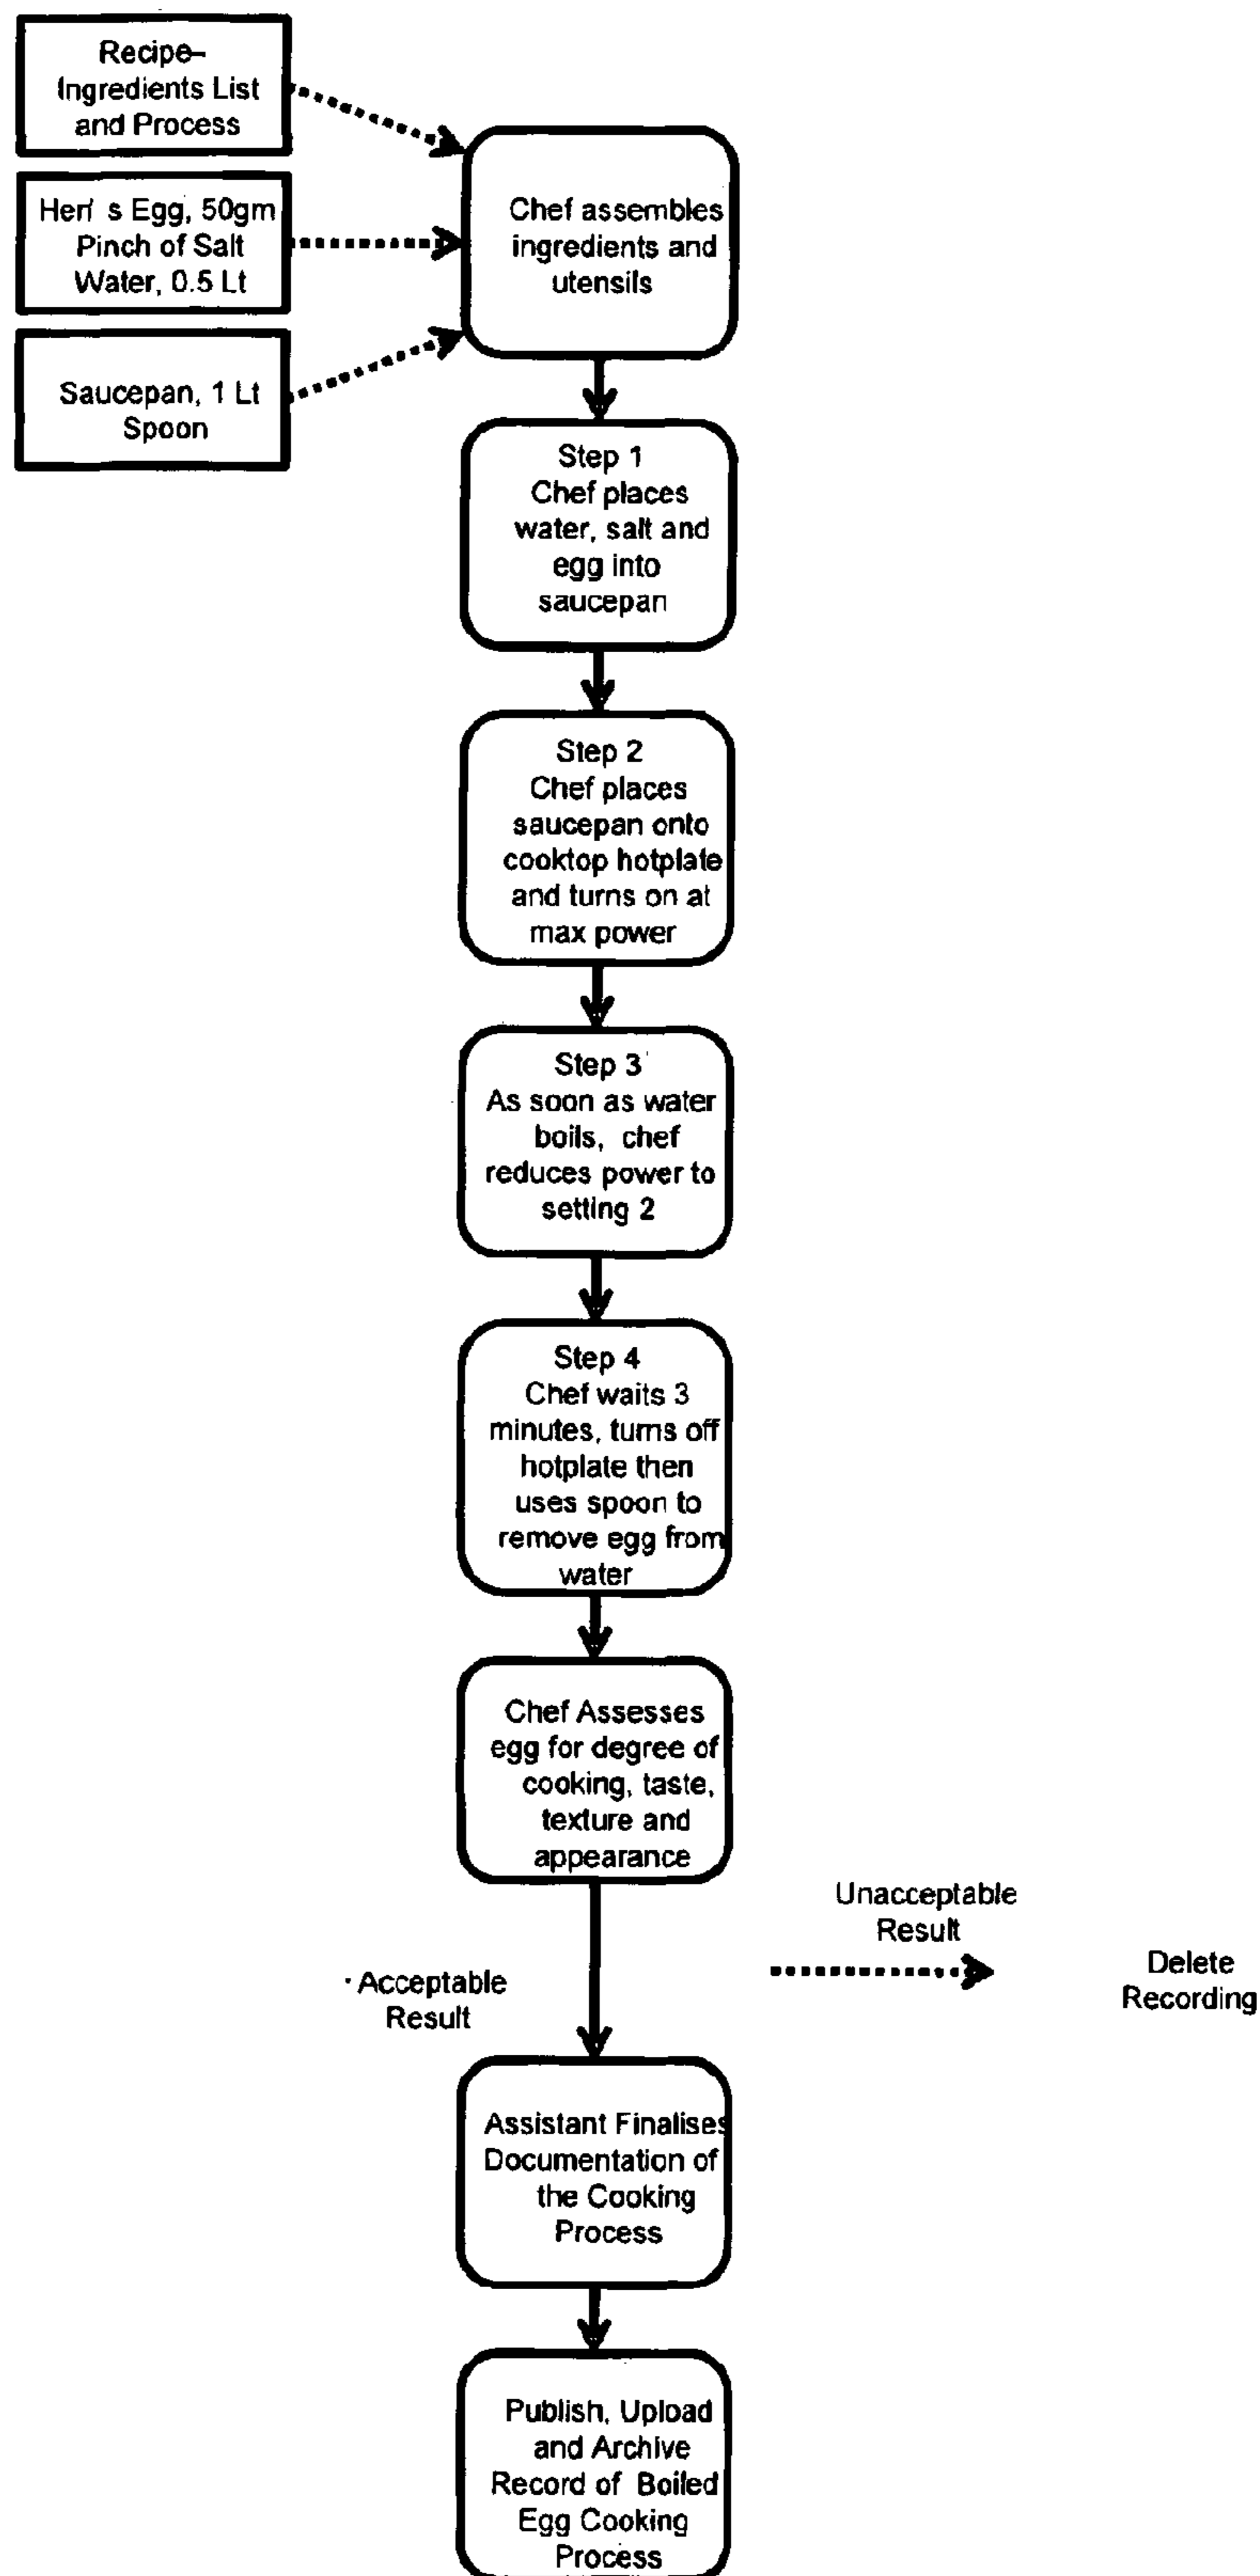 Recipe–
Ingredients List
and Process
Hen's Egg, 50gm
Pinch of Salt
Water, 0.5 Lt
Saucepan, 1 Lt
Spoon
Chef assembles
ingredients and
utensils
Step 1
Chef places
water, salt and
egg into
saucepan
Step 2
Chef places
saucepan onto
cooktop hotplate
and turns on at
max power
Step 3
As soon as water
boils, chef
reduces power to
setting 2
Step 4
Chef waits 3
minutes, turns off
hotplate then
uses spoon to
remove egg from
water
Chef Assesses
egg for degree of
cooking, taste,
texture and
appearance
Unacceptable
Result
Delete
Recording
Acceptable
Result
Assistant Finalises
Documentation of
the Cooking
Process
Publish, Upload
and Archive
Record of Boiled
Egg Cooking
Process